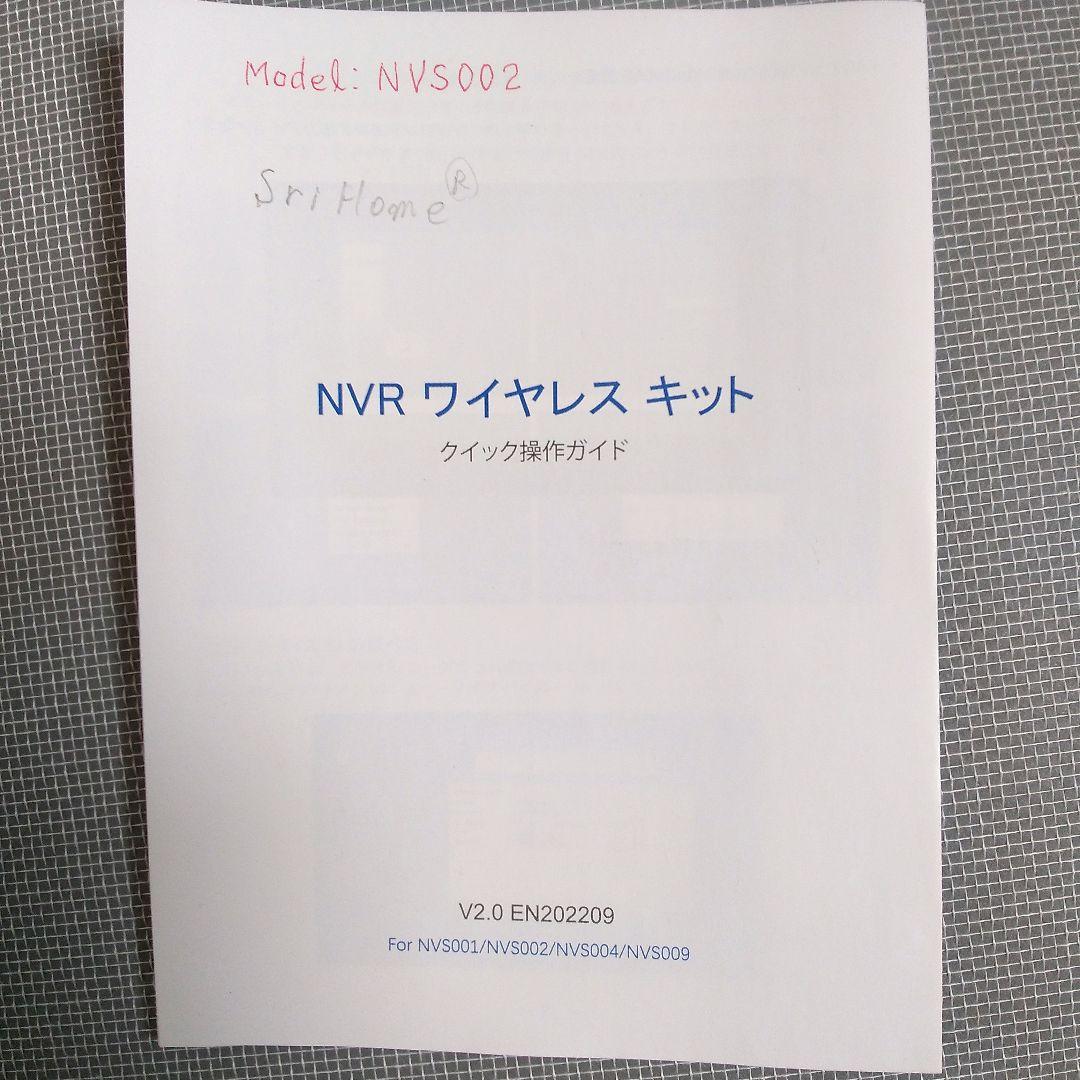 Model: NVS002
SriHome®
NVR ワイヤレス キット
クイック操作ガイド
V2.0 EN202209
For NVS001/NVS002/NVS004/NVS009